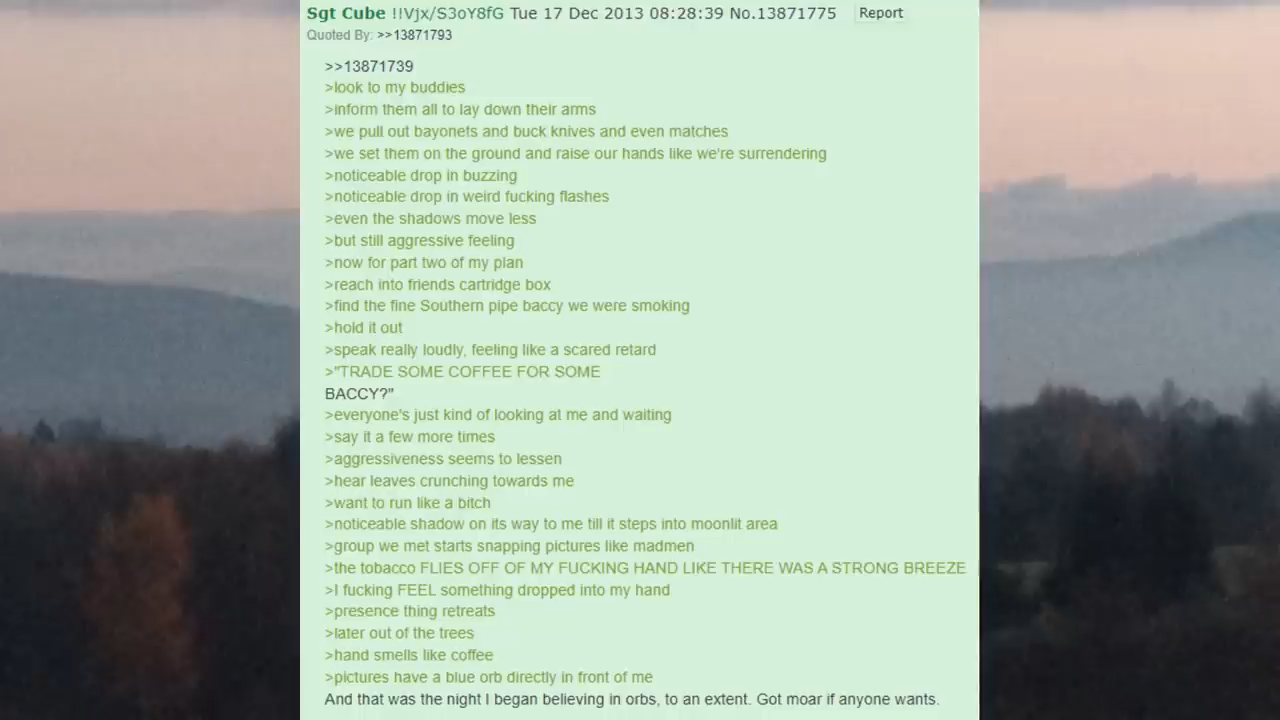 Sgt Cube !!Vjx/S3oY8fG Tue 17 Dec 2013 08:28:39 No.13871775 Report
Quoted By: >>13871793
>>13871739
>look to my buddies
>inform them all to lay down their arms
>we pull out bayonets and buck knives and even matches
>we set them on the ground and raise our hands like we're surrendering
>noticeable drop in buzzing
>noticeable drop in weird fucking flashes
>even the shadows move less
>but still aggressive feeling
>now for part two of my plan
>reach into friends cartridge box
>find the fine Southern pipe baccy we were smoking
>hold it out
>speak really loudly, feeling like a scared retard
>"TRADE SOME COFFEE FOR SOME
BACCY?"
>everyone's just kind of looking at me and waiting
>say it a few more times
>aggressiveness seems to lessen
>hear leaves crunching towards me
>want to run like a bitch
>noticeable shadow on its way to me till it steps into moonlit area
>group we met starts snapping pictures like madmen
>the tobacco FLIES OFF OF MY FUCKING HAND LIKE THERE WAS A STRONG BREEZE
>I fucking FEEL something dropped into my hand
>presence thing retreats
>later out of the trees
>hand smells like coffee
>pictures have a blue orb directly in front of me
And that was the night I began believing in orbs, to an extent. Got moar if anyone wants.